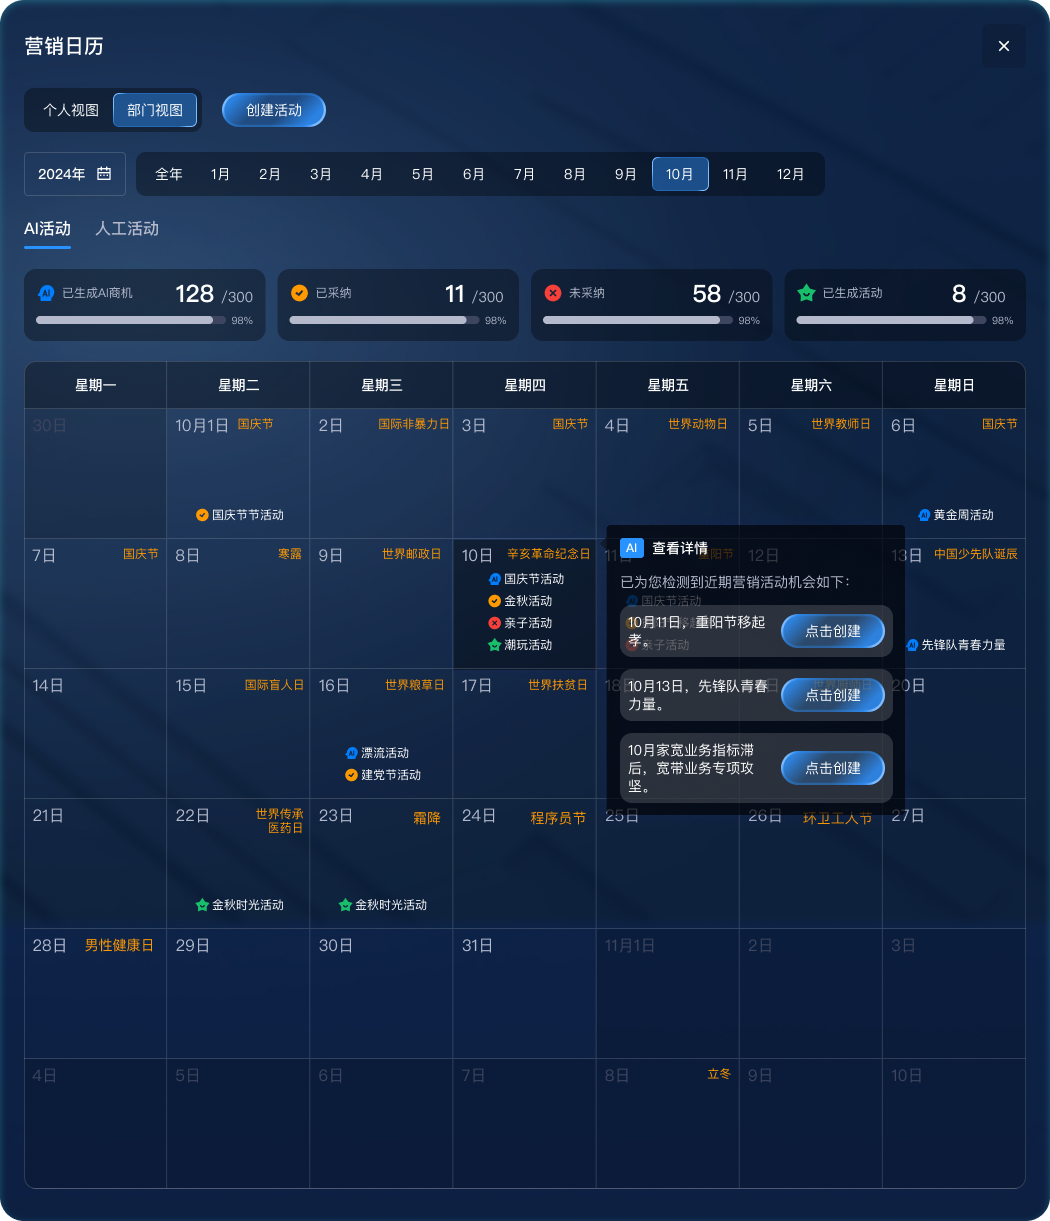 营销日历
个人视图 部门视图 创建活动
2024年 全年 1月 2月 3月 4月 5月 6月 7月 8月 9月 10月 11月 12月
AI活动 人工活动
已生成AI商机 128 /300 已采纳 11 /300 未采纳 58 /300 已生成活动 8 /300
98% 98% 98% 98%
星期一 星期二 星期三 星期四 星期五 星期六 星期日
30日 10月1日 国庆节 2日 国际非暴力日 3日 国庆节 4日 世界动物日 5日 世界教师日 6日 国庆节
国庆节节活动 黄金周活动
7日 国庆节 8日 寒露 9日 世界邮政日 10日 辛亥革命纪念日 11日 重阳节 12日 13日 中国少先队诞辰
国庆节活动
金秋活动
亲子活动
潮玩活动
国庆节活动
亲子活动
先锋队青春力量
AI 查看详情
已为您检测到近期营销活动机会如下：
10月11日，重阳节移起
孝。
点击创建
10月13日，先锋队青春
力量。
点击创建
10月家宽业务指标滞
后，宽带业务专项攻
坚。
点击创建
14日 15日 国际盲人日 16日 世界粮草日 17日 世界扶贫日 18日 20日
漂流活动
建党节活动
21日 22日 世界传承
医药日
23日 霜降 24日 程序员节 25日 26日 环卫工人节 27日
金秋时光活动 金秋时光活动
28日 男性健康日 29日 30日 31日 11月1日 2日 3日
4日 5日 6日 7日 8日 立冬 9日 10日